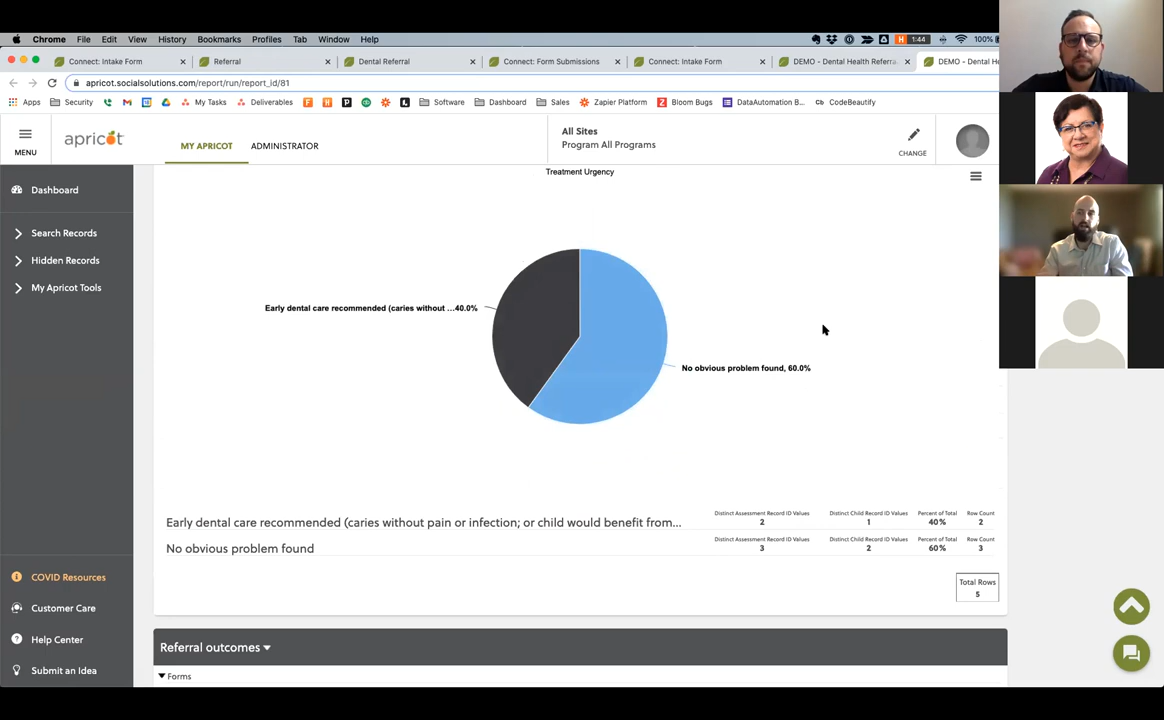 Chrome File Edit View History Bookmarks Profiles Tab Window Help
1:44 100%
Connect: Intake Form
Referral
Dental Referral
Connect: Form Submissions
Connect: Intake Form
DEMO - Dental Health Referra
DEMO - Dental He
apricot.socialsolutions.com/report/run/report_id/81
Apps Security My Tasks Deliverables Software Dashboard Sales Zapier Platform Bloom Bugs DataAutomation B... CodeBeautify
MENU
apricot
MY APRICOT
ADMINISTRATOR
All Sites
Program All Programs
CHANGE
Dashboard
Search Records
Hidden Records
My Apricot Tools
COVID Resources
Customer Care
Help Center
Submit an Idea
Treatment Urgency
Early dental care recommended (caries without ...40.0%
No obvious problem found, 60.0%
Early dental care recommended (caries without pain or infection; or child would benefit from...
Distinct Assessment Record ID Values Distinct Child Record ID Values Percent of Total Row Count
2 1 40% 2
No obvious problem found
Distinct Assessment Record ID Values Distinct Child Record ID Values Percent of Total Row Count
3 2 60% 3
Total Rows
5
Referral outcomes
Forms